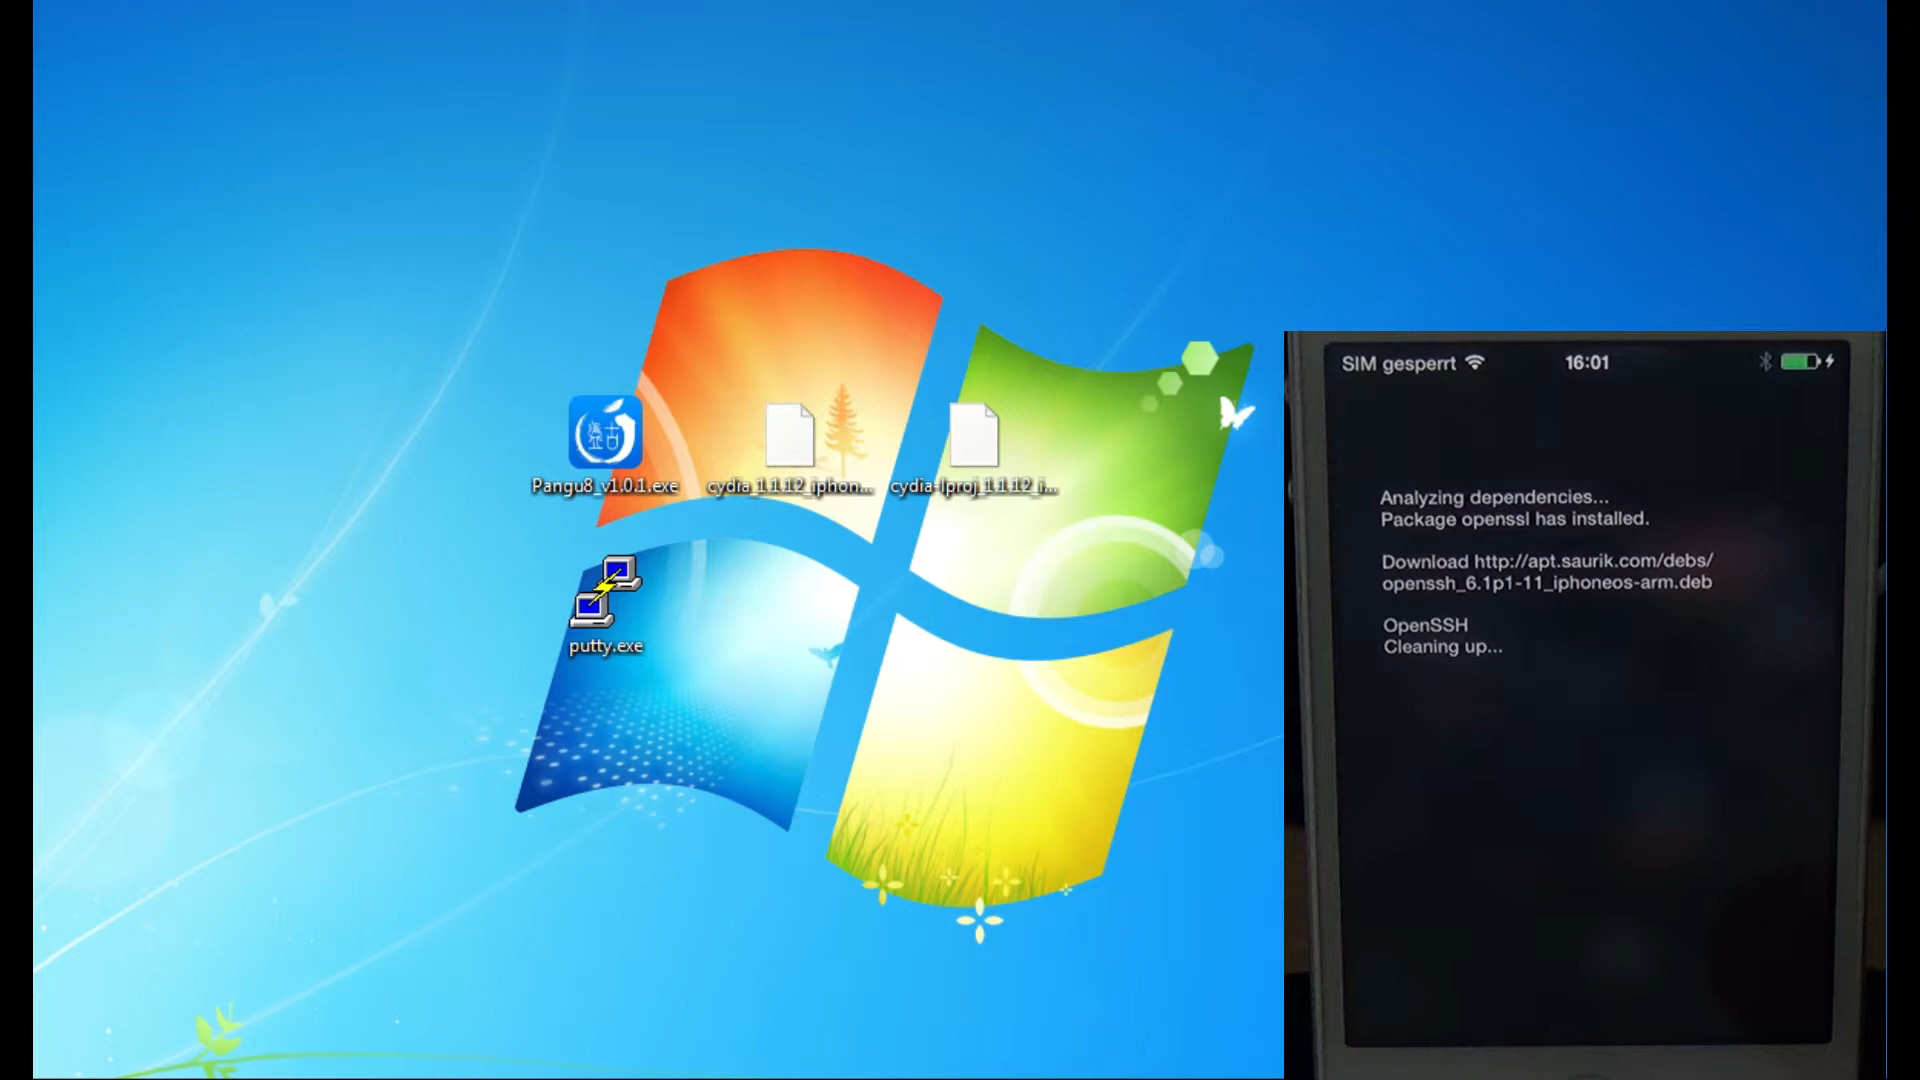 Pangu8_v1.0.1.exe
cydia_1.1.12_iphon...
cydia-lproj_1.1.12_i...
putty.exe
SIM gesperrt 16:01
Analyzing dependencies...
Package openssl has installed.
Download http://apt.saurik.com/debs/
openssh_6.1p1-11_iphoneos-arm.deb
OpenSSH
Cleaning up...